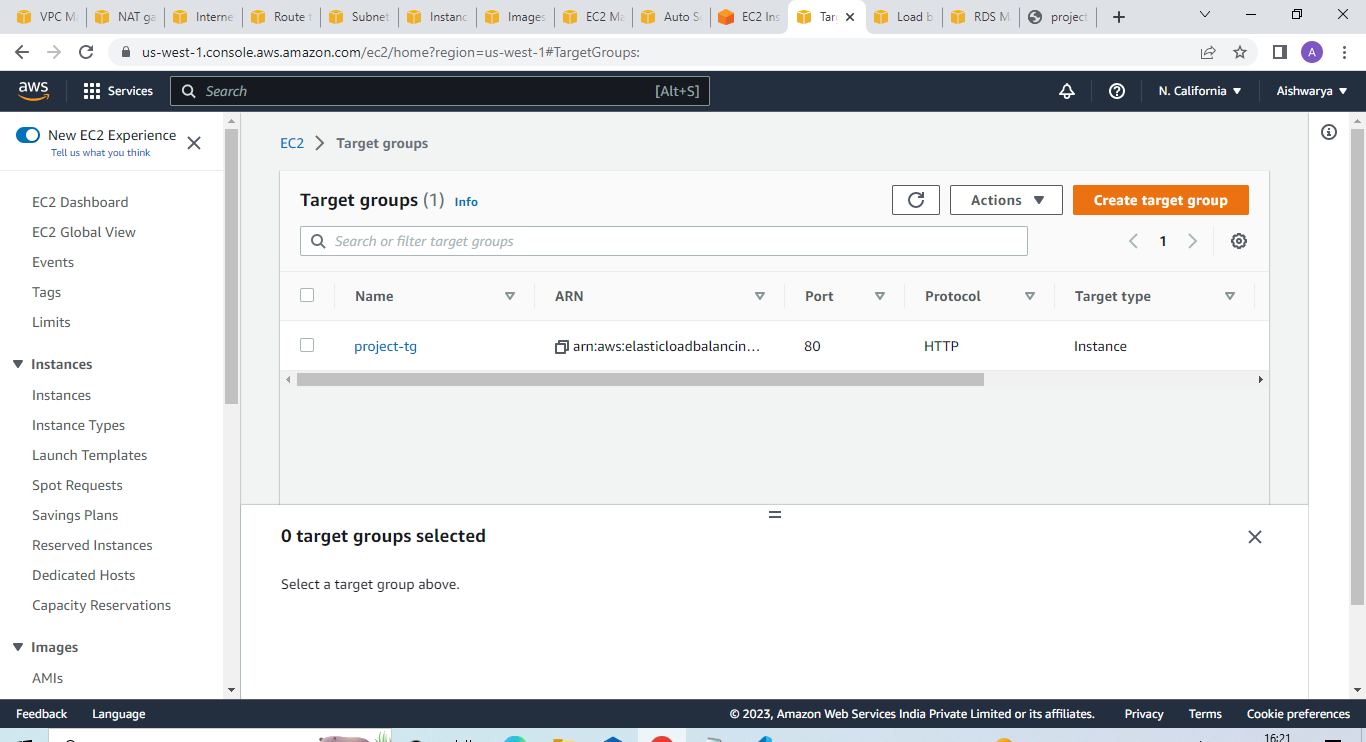 VPC M
NAT ga
Interne
Route t
Subnet
Instanc
Images
EC2 Ma
Auto Sc
EC2 Ins
Tar
Load b
RDS M
project
us-west-1.console.aws.amazon.com/ec2/home?region=us-west-1#TargetGroups:
A
aws
Services
Search
[Alt+S]
N. California
Aishwarya
New EC2 Experience
Tell us what you think
EC2 Dashboard
EC2 Global View
Events
Tags
Limits
Instances
Instances
Instance Types
Launch Templates
Spot Requests
Savings Plans
Reserved Instances
Dedicated Hosts
Capacity Reservations
Images
AMIs
EC2 > Target groups
Target groups (1) Info
Actions
Create target group
Search or filter target groups
1
Name ARN Port Protocol Target type
project-tg arn:aws:elasticloadbalancin... 80 HTTP Instance
0 target groups selected
Select a target group above.
Feedback Language © 2023, Amazon Web Services India Private Limited or its affiliates. Privacy Terms Cookie preferences
16:21